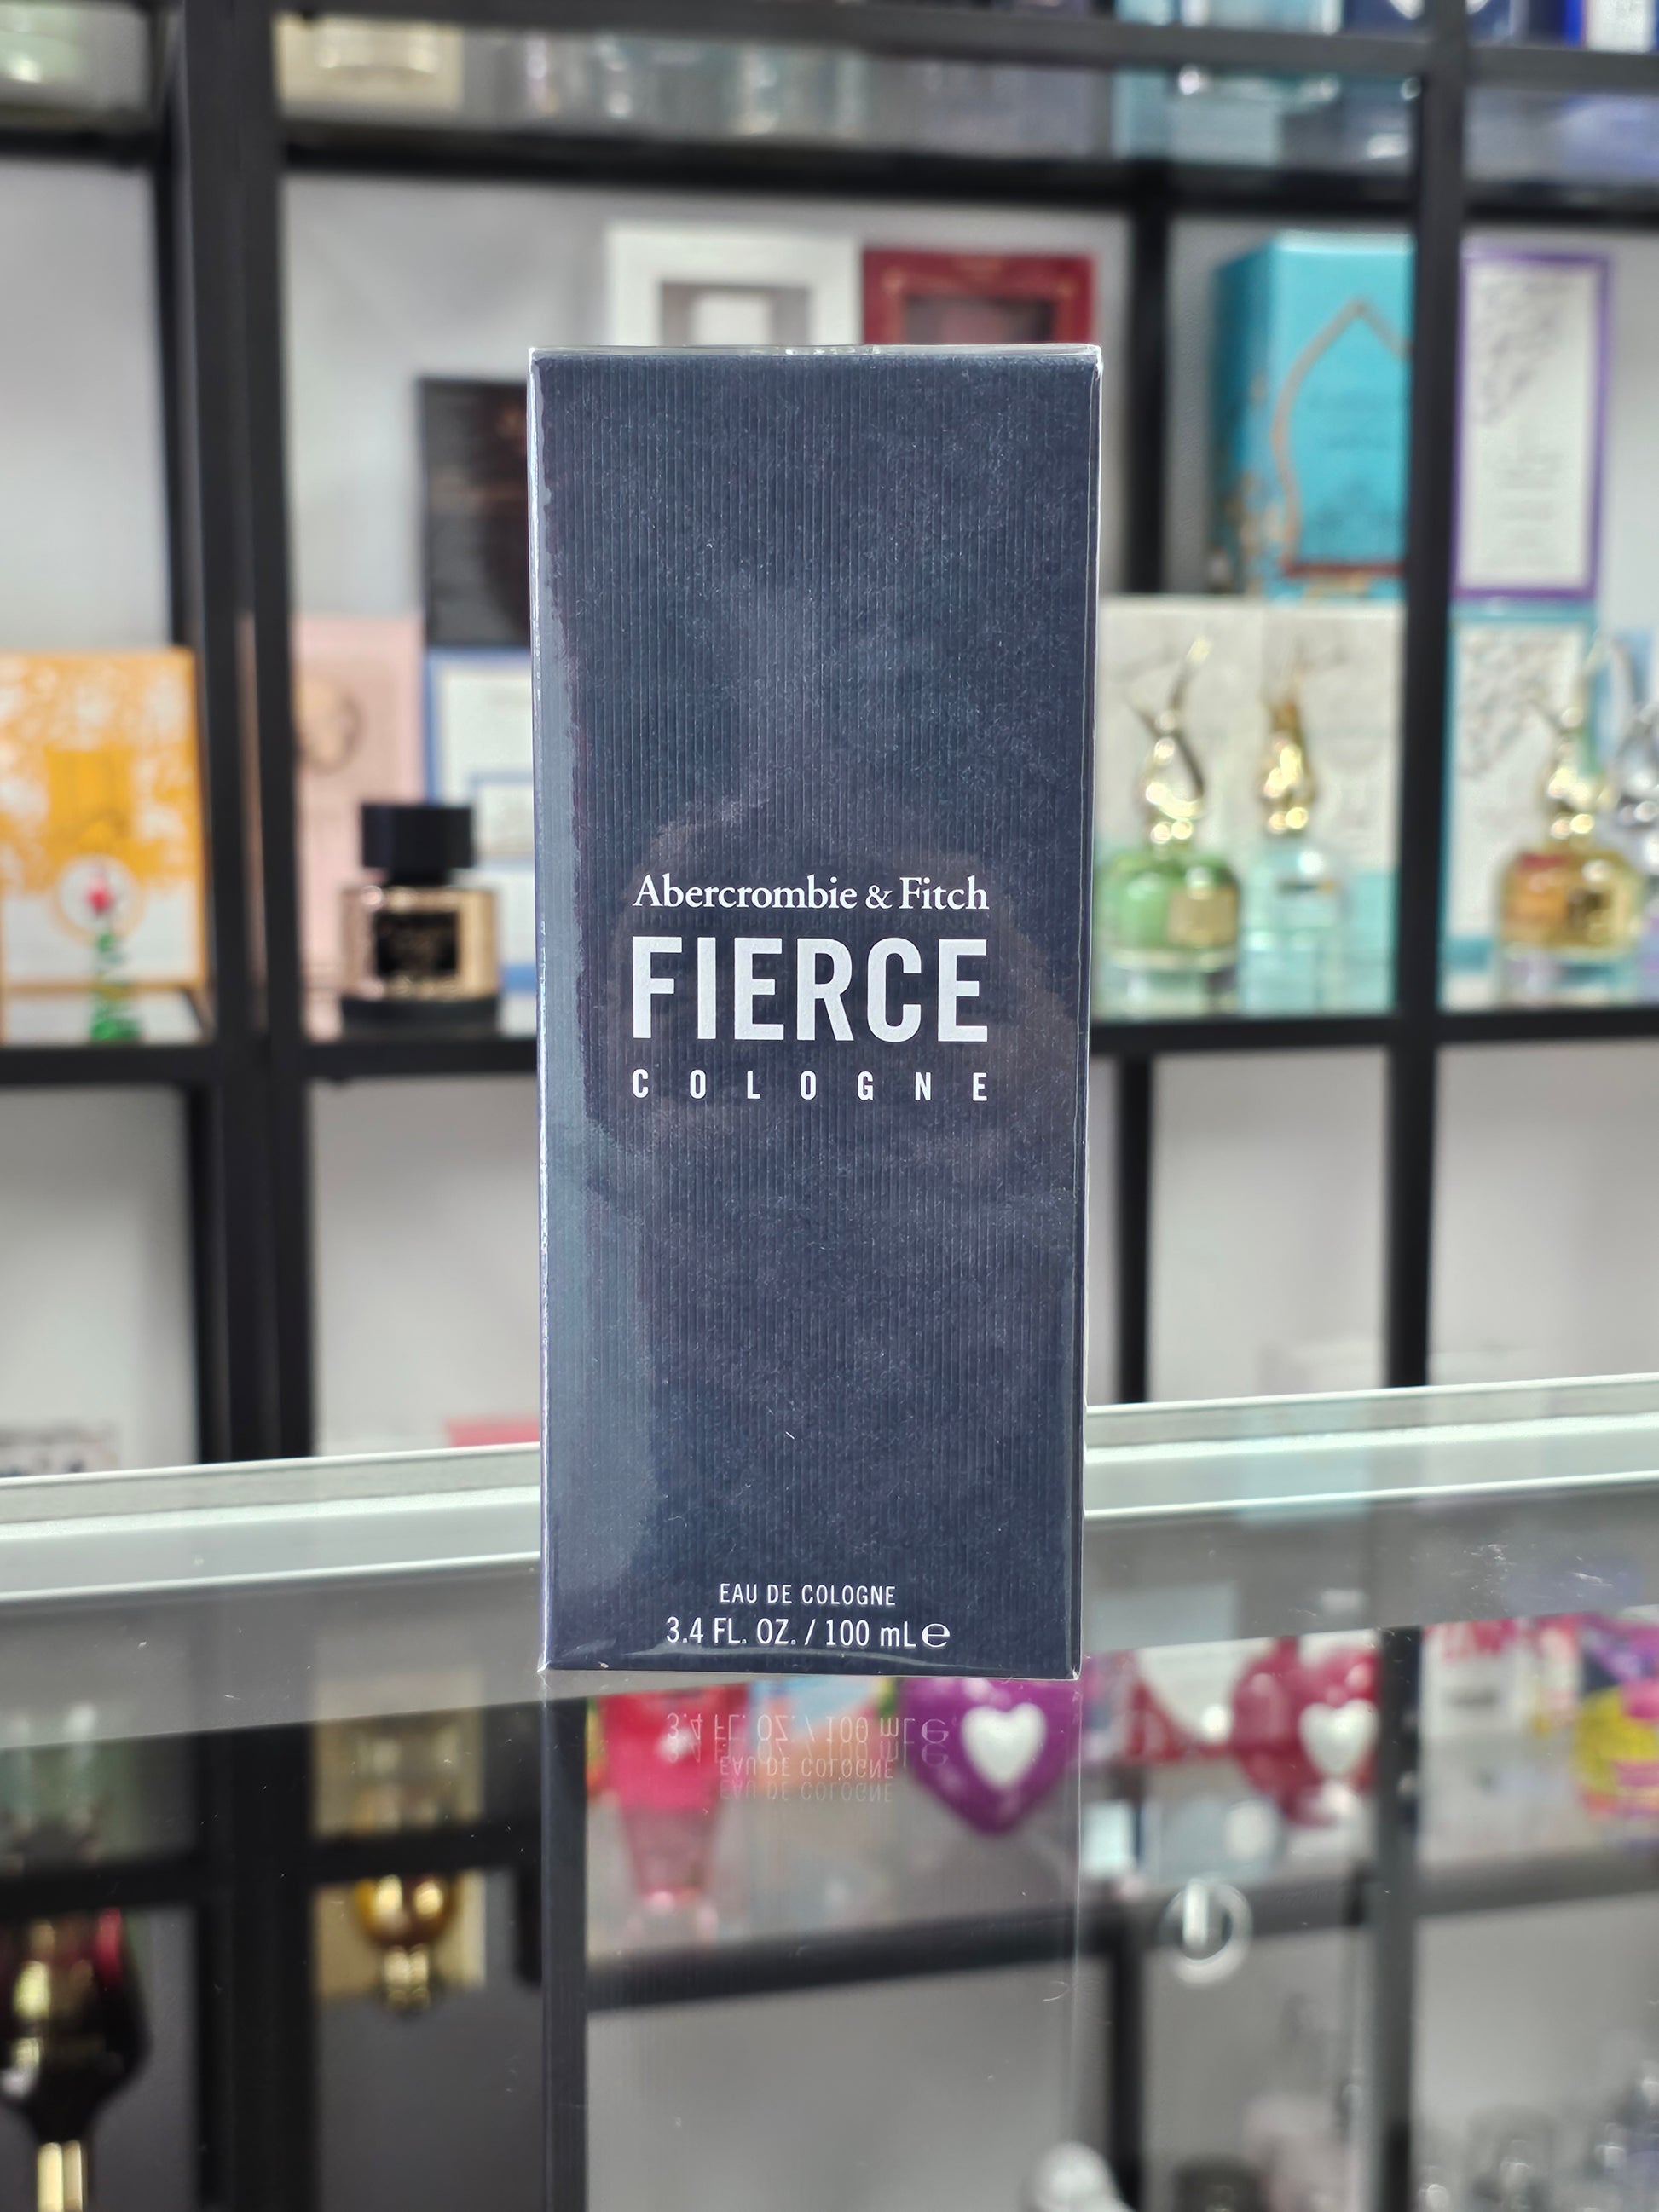 Abercrombie & Fitch
FIERCE
COLOGNE
EAU DE COLOGNE
3.4 FL. OZ. / 100 mL ℮